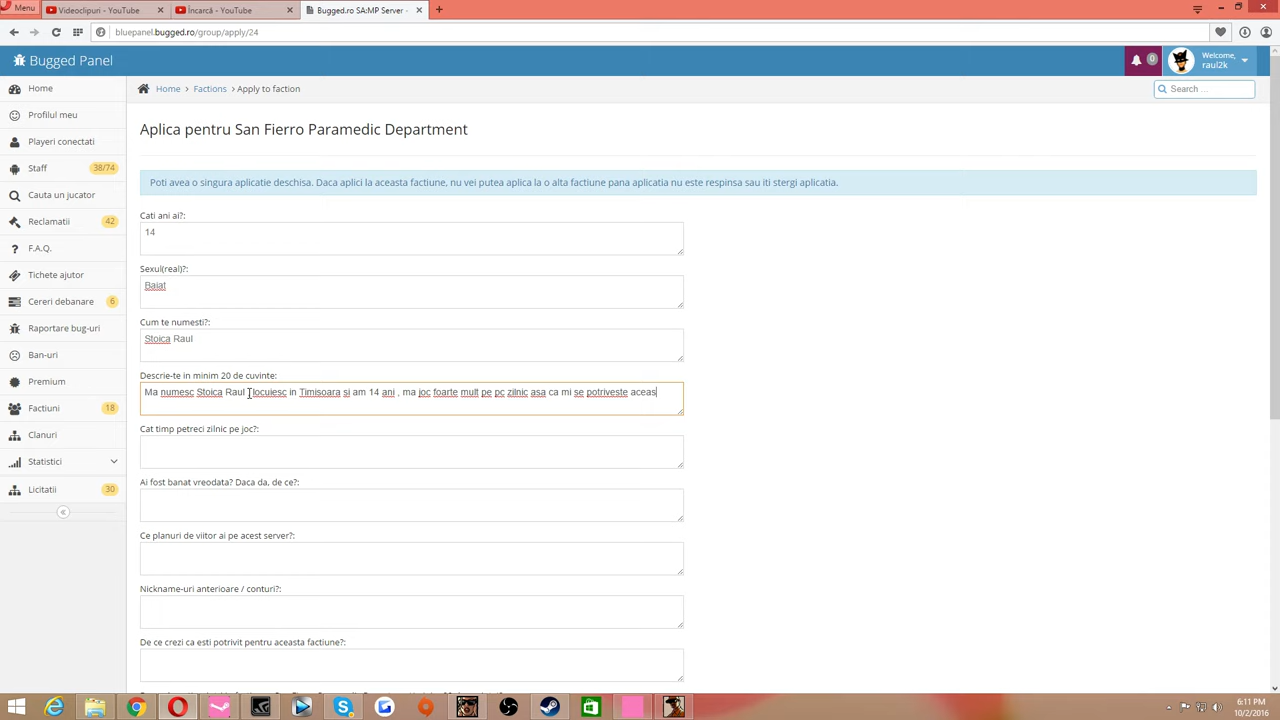 Menu
Videoclipuri - YouTube
Încarcă - YouTube
Bugged.ro SA:MP Server -
bluepanel.bugged.ro/group/apply/24
Bugged Panel
0
Welcome,
raul2k
Home
Profilul meu
Playeri conectati
Staff 38/74
Cauta un jucator
Reclamatii 42
F.A.Q.
Tichete ajutor
Cereri debanare 6
Raportare bug-uri
Ban-uri
Premium
Factiuni 18
Clanuri
Statistici
Licitatii 30
Home Factions > Apply to faction
Search ...
Aplica pentru San Fierro Paramedic Department
Poti avea o singura aplicatie deschisa. Daca aplici la aceasta factiune, nu vei putea aplica la o alta factiune pana aplicatia nu este respinsa sau iti stergi aplicatia.
Cati ani ai?:
14
Sexul(real)?:
Baiat
Cum te numesti?:
Stoica Raul
Descrie-te in minim 20 de cuvinte:
Ma numesc Stoica Raul locuiesc in Timisoara si am 14 ani , ma joc foarte mult pe pc zilnic asa ca mi se potriveste aceas
Cat timp petreci zilnic pe joc?:
Ai fost banat vreodata? Daca da, de ce?:
Ce planuri de viitor ai pe acest server?:
Nickname-uri anterioare / conturi?:
De ce crezi ca esti potrivit pentru aceasta factiune?:
6:11 PM
10/2/2016